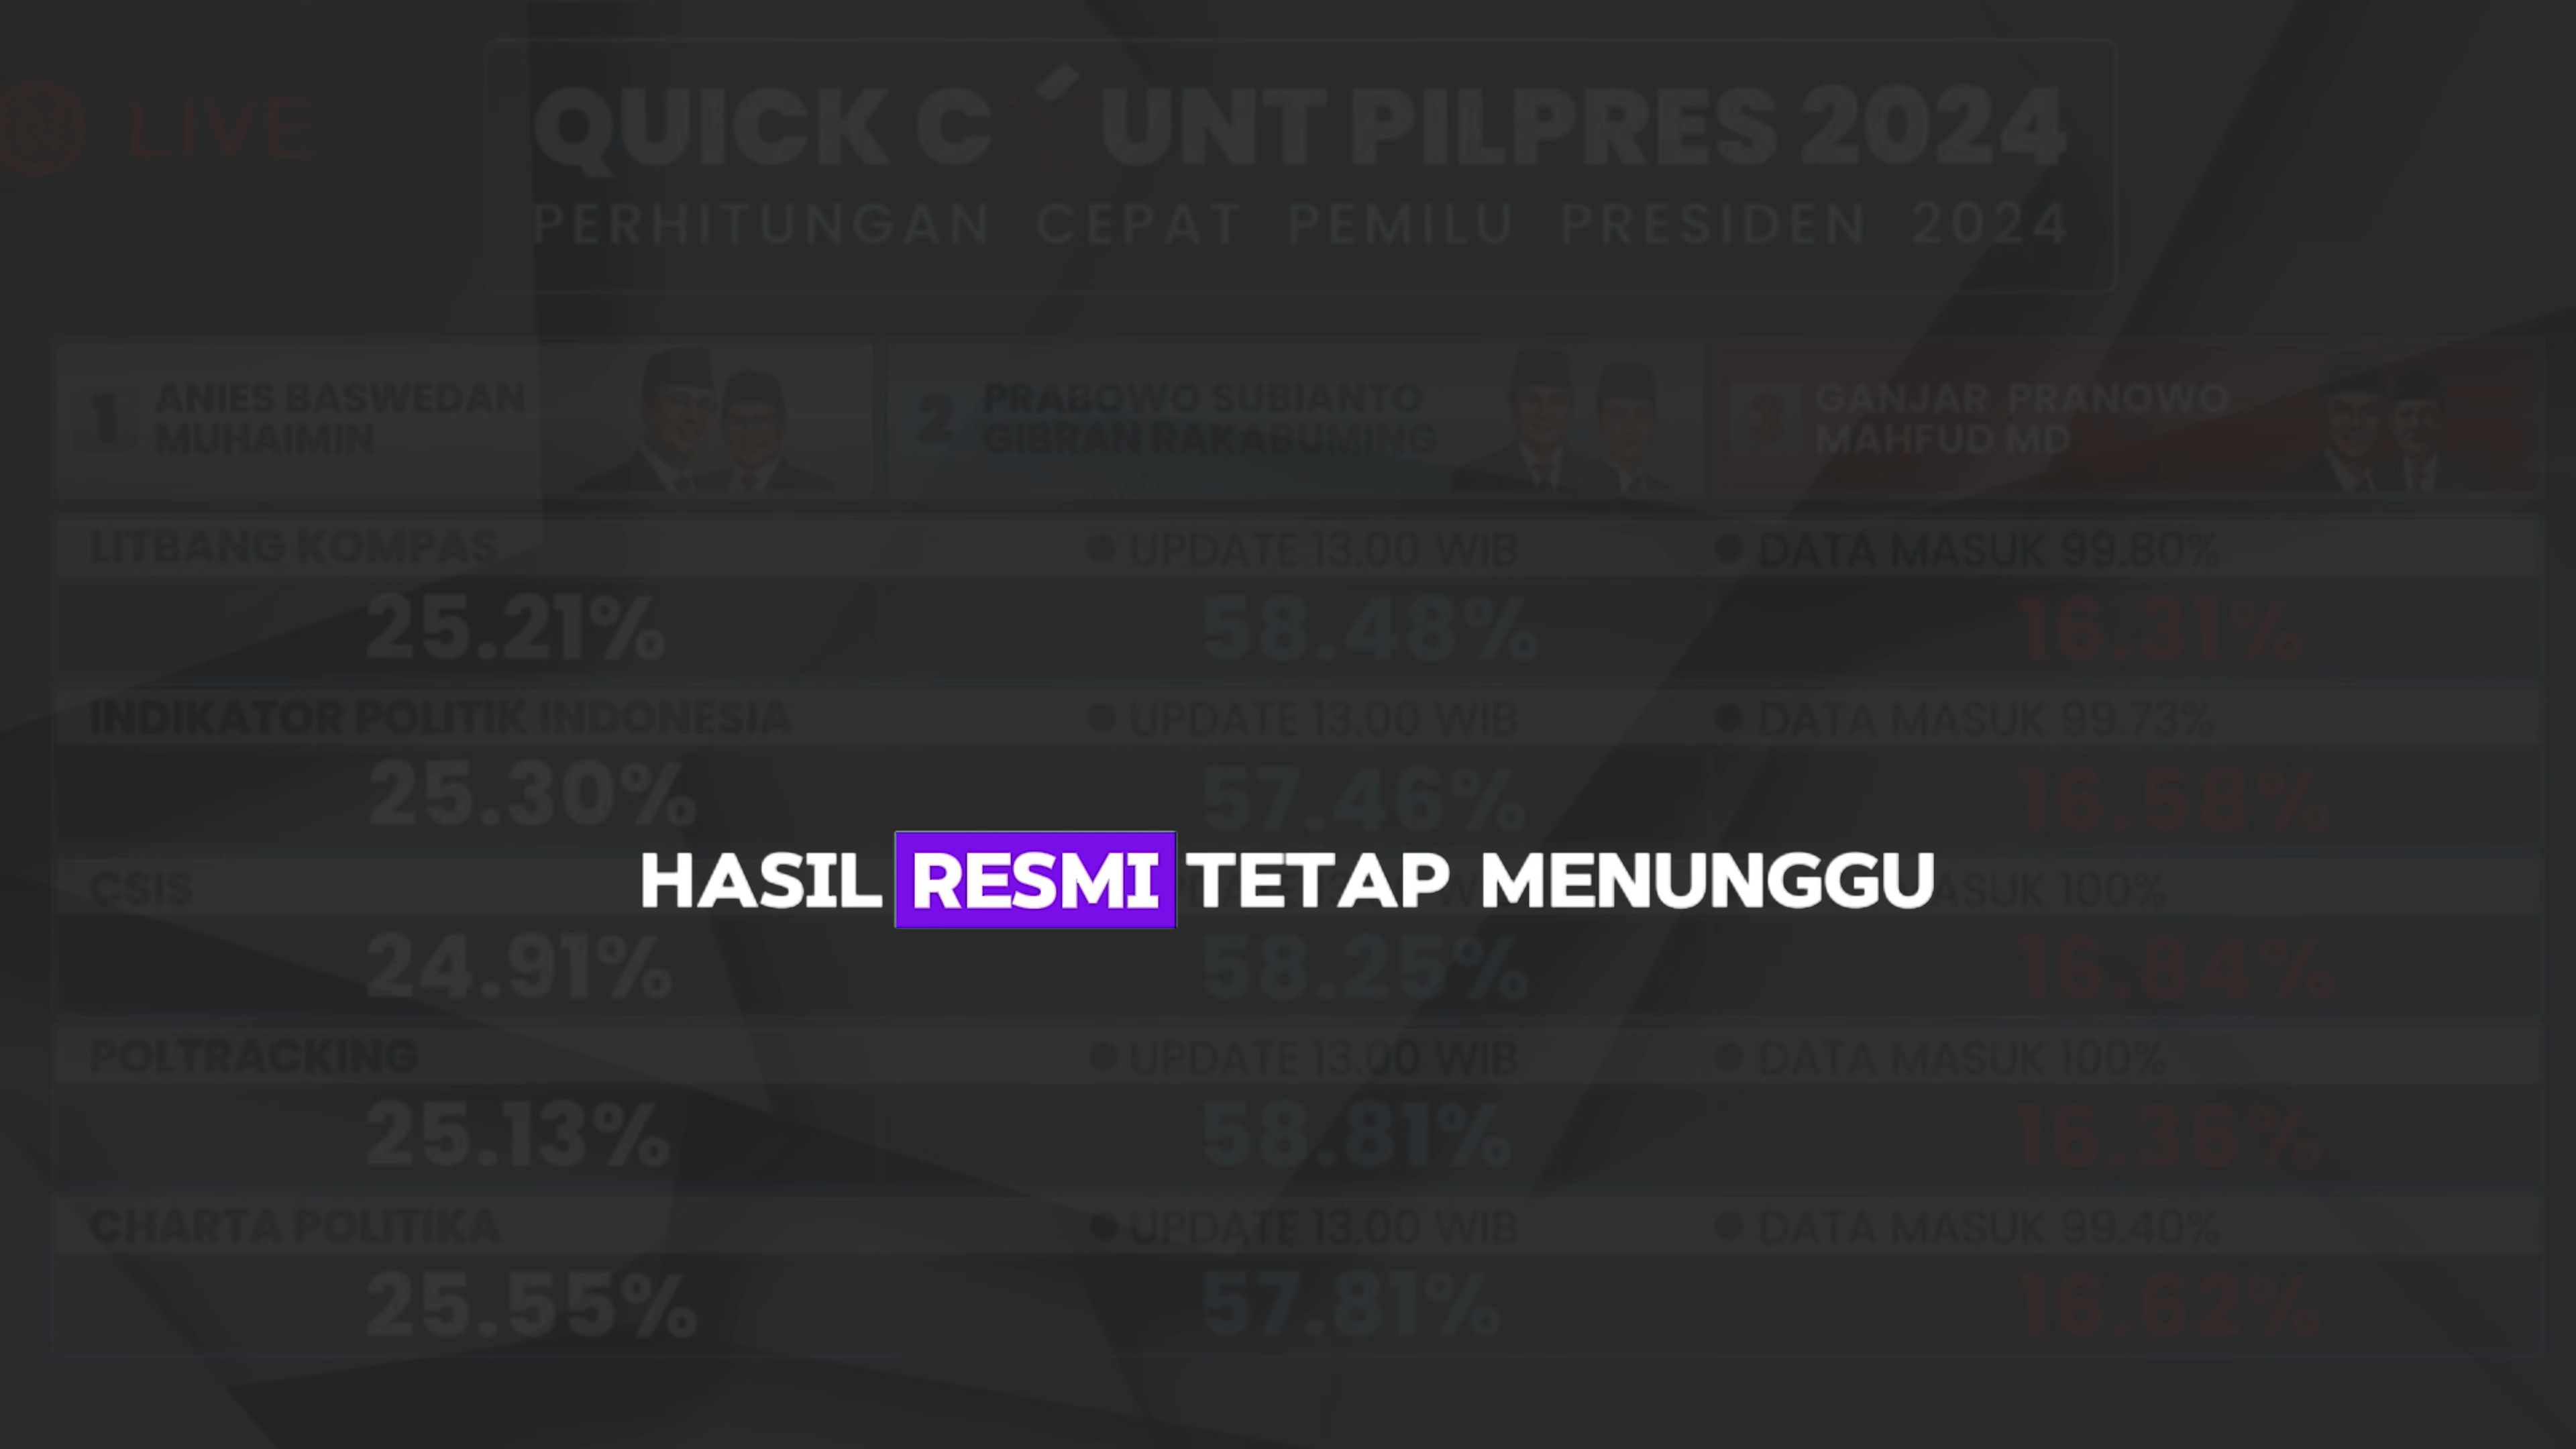 LIVE
QUICK C UNT PILPRES 2024
PERHITUNGAN CEPAT PEMILU PRESIDEN 2024
1 ANIES BASWEDAN
MUHAIMIN
2 PRABOWO SUBIANTO
GIBRAN RAKABUMING
3 GANJAR PRANOWO
MAHFUD MD
LITBANG KOMPAS ● UPDATE 13.00 WIB ● DATA MASUK 99.80%
25.21% 58.48% 16.31%
INDIKATOR POLITIK INDONESIA ● UPDATE 13.00 WIB ● DATA MASUK 99.73%
25.30% 57.46% 16.58%
HASIL RESMI TETAP MENUNGGU
CSIS ASUK 100%
24.91% 58.25% 16.84%
POLTRACKING ● UPDATE 13.00 WIB ● DATA MASUK 100%
25.13% 58.81% 16.36%
CHARTA POLITIKA ● UPDATE 13.00 WIB ● DATA MASUK 99.40%
25.55% 57.81% 16.62%